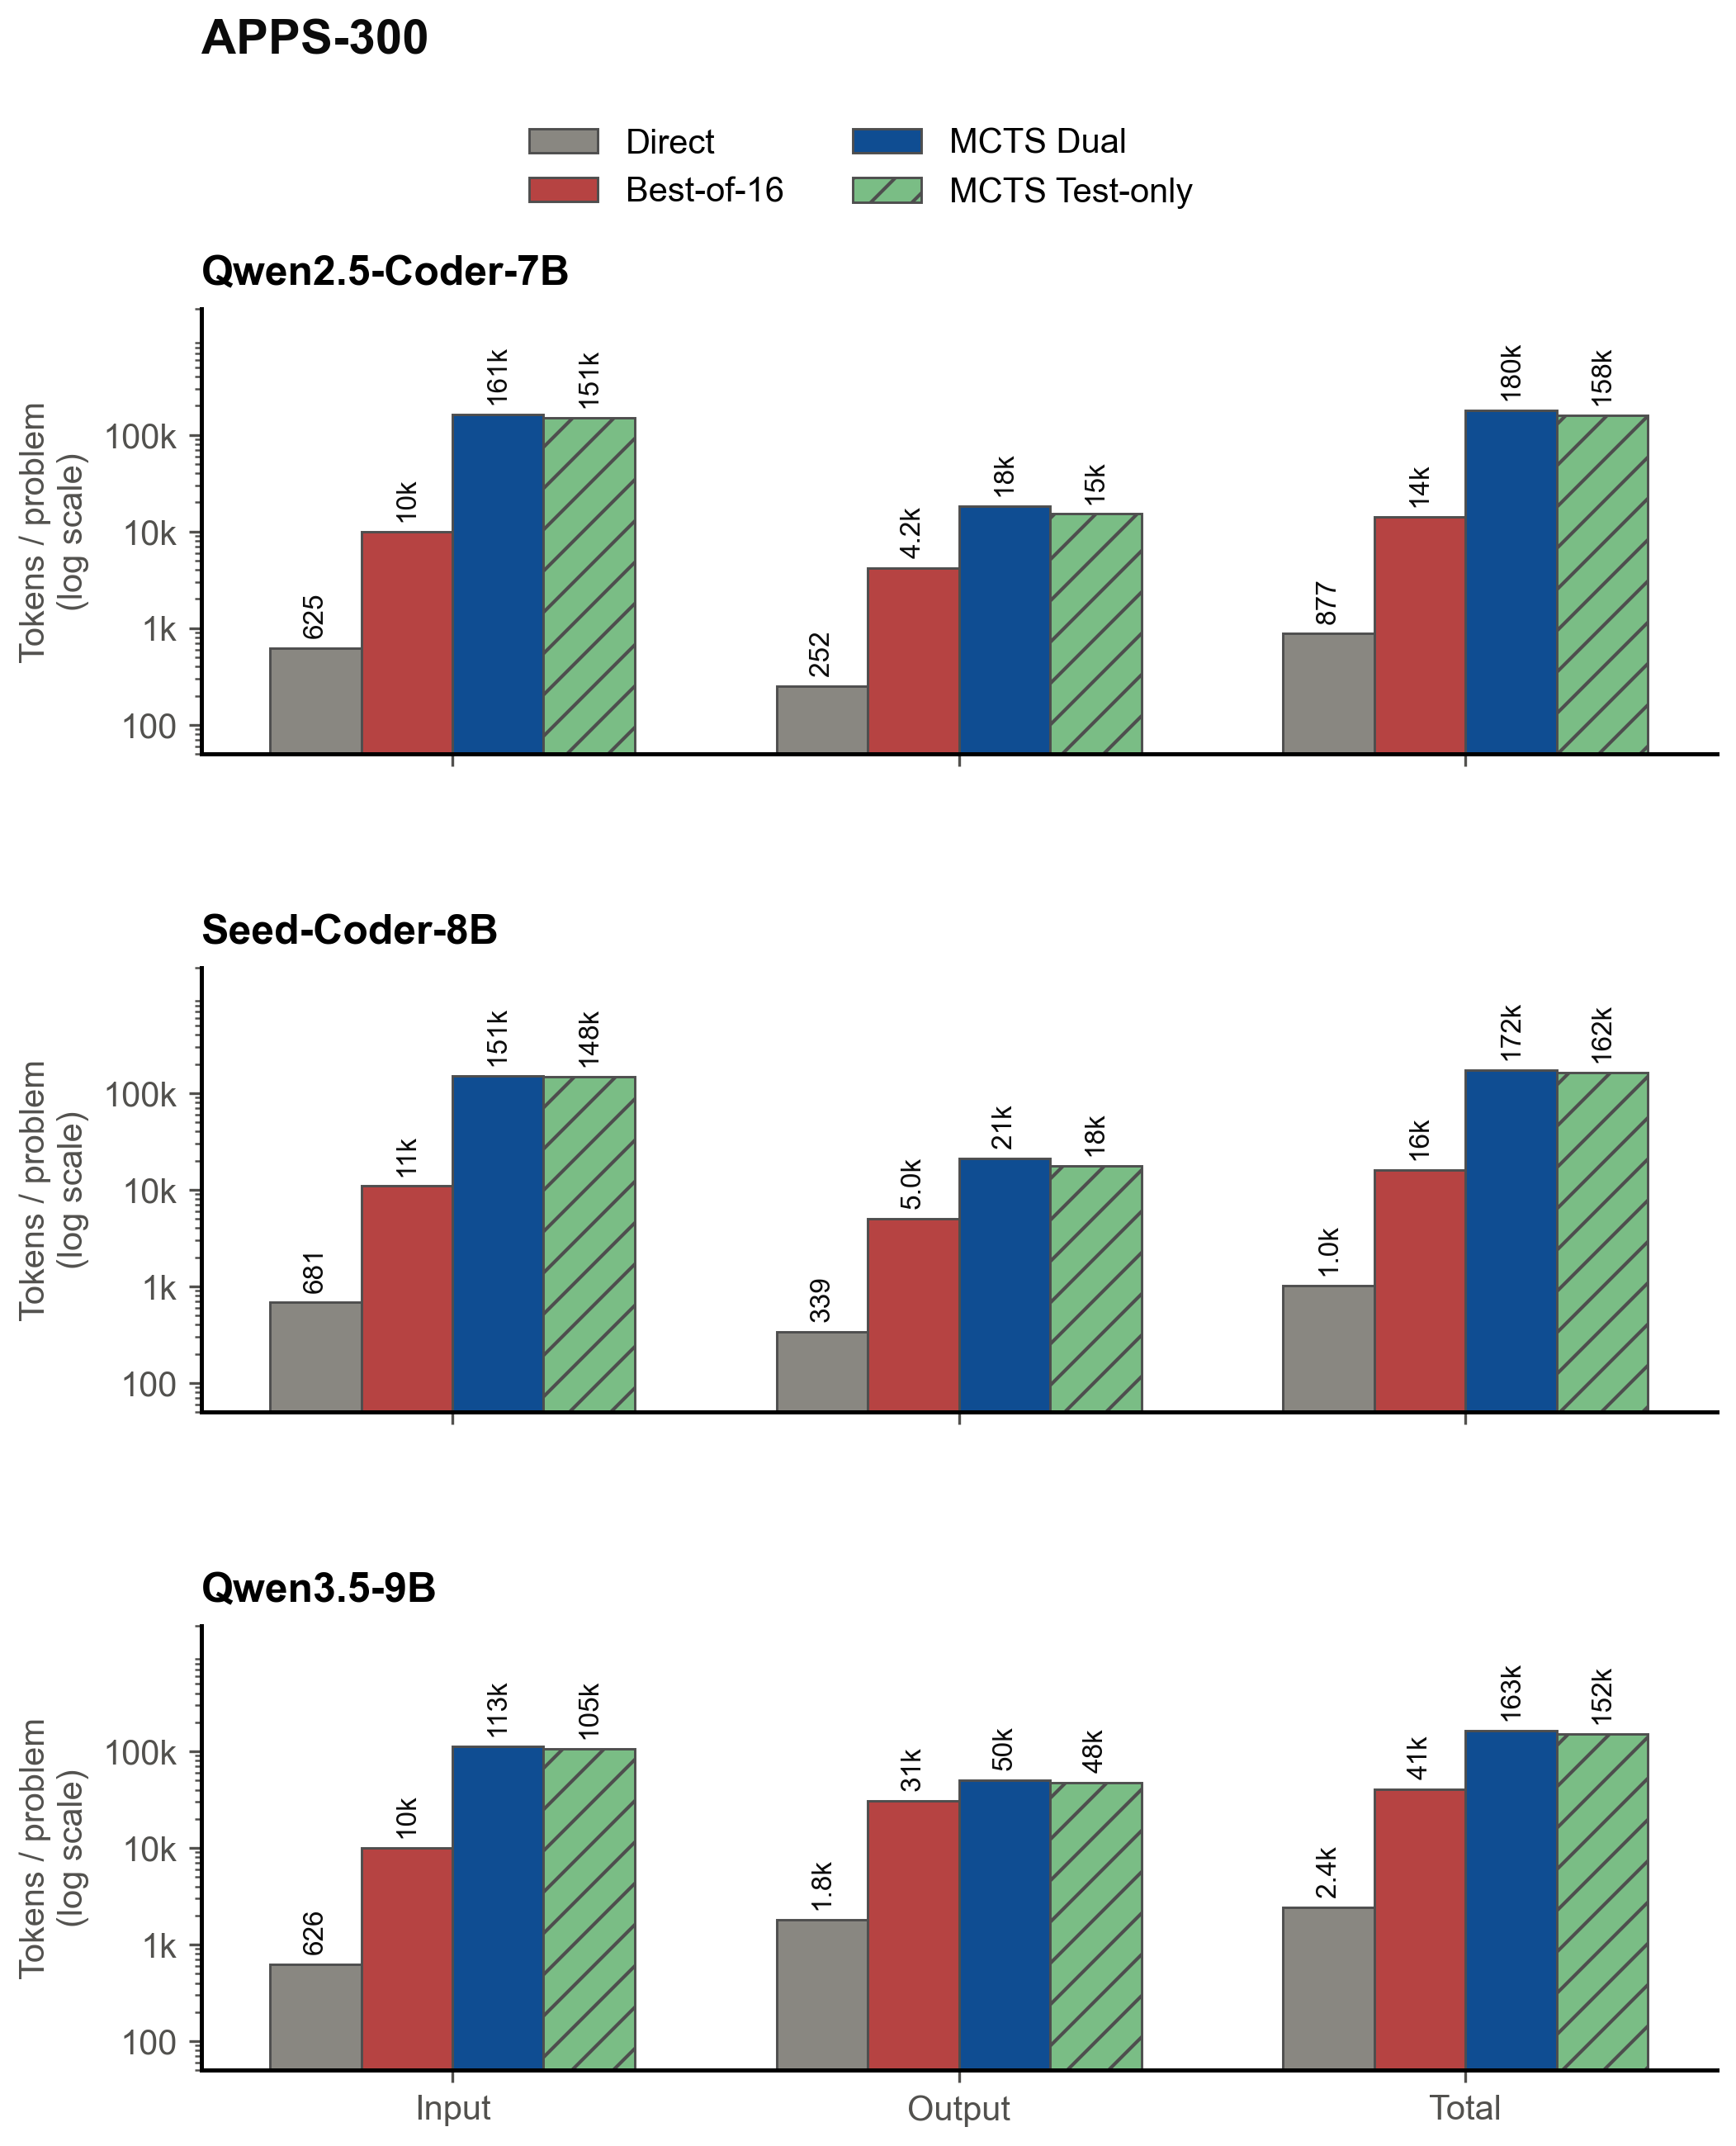 APPS-300
Direct
MCTS Dual
Best-of-16
MCTS Test-only
Qwen2.5-Coder-7B
Tokens / problem
(log scale)
100k
10k
1k
100
625
10k
161k
151k
252
4.2k
18k
15k
877
14k
180k
158k
Seed-Coder-8B
Tokens / problem
(log scale)
100k
10k
1k
100
681
11k
151k
148k
339
5.0k
21k
18k
1.0k
16k
172k
162k
Qwen3.5-9B
Tokens / problem
(log scale)
100k
10k
1k
100
626
10k
113k
105k
1.8k
31k
50k
48k
2.4k
41k
163k
152k
Input
Output
Total